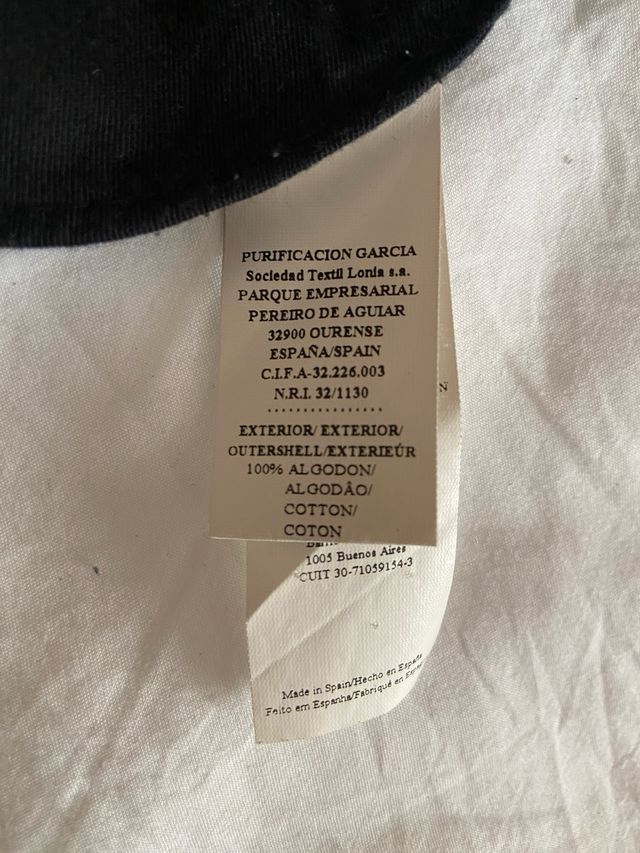 PURIFICACION GARCIA
Sociedad Textil Lonia s.a.
PARQUE EMPRESARIAL
PEREIRO DE AGUIAR
32900 OURENSE
ESPAÑA/SPAIN
C.I.F.A-32.226.003
N.R.I. 32/1130
EXTERIOR/ EXTERIOR/
OUTERSHELL/EXTERIEÚR
100% ALGODON/
ALGODÂO/
COTTON/
COTON
1005 Buenos Aires
CUIT 30-71059154-3
Made in Spain/Hecho en España
Feito em Espanha/Fabriqué en